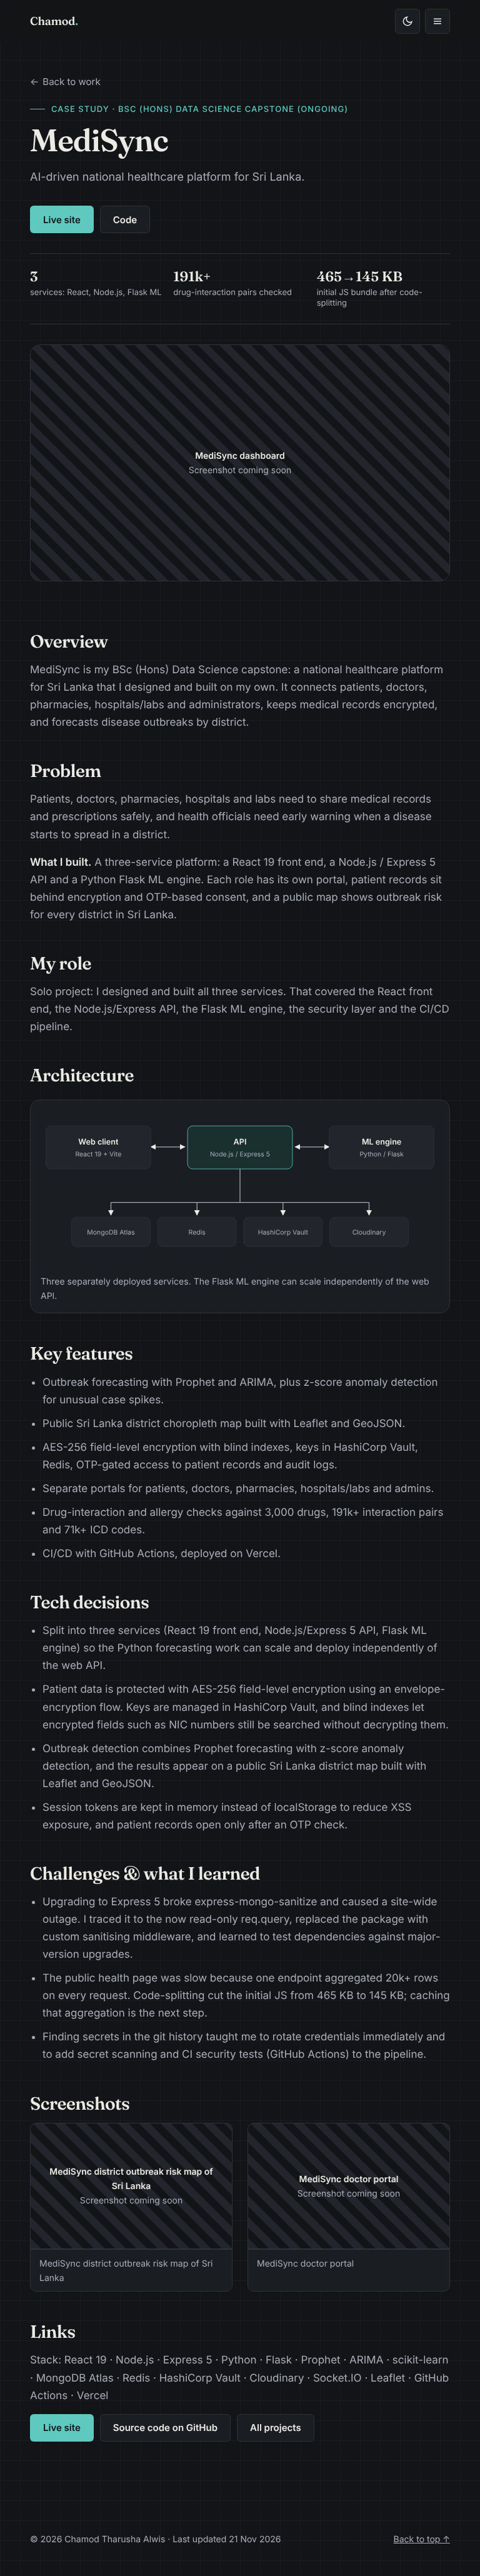 Chamod.
← Back to work
CASE STUDY · BSC (HONS) DATA SCIENCE CAPSTONE (ONGOING)
MediSync
AI-driven national healthcare platform for Sri Lanka.
Live site
Code
3
services: React, Node.js, Flask ML
191k+
drug-interaction pairs checked
465→145 KB
initial JS bundle after code-
splitting
MediSync dashboard
Screenshot coming soon
Overview
MediSync is my BSc (Hons) Data Science capstone: a national healthcare platform
for Sri Lanka that I designed and built on my own. It connects patients, doctors,
pharmacies, hospitals/labs and administrators, keeps medical records encrypted,
and forecasts disease outbreaks by district.
Problem
Patients, doctors, pharmacies, hospitals and labs need to share medical records
and prescriptions safely, and health officials need early warning when a disease
starts to spread in a district.
What I built. A three-service platform: a React 19 front end, a Node.js / Express 5
API and a Python Flask ML engine. Each role has its own portal, patient records sit
behind encryption and OTP-based consent, and a public map shows outbreak risk
for every district in Sri Lanka.
My role
Solo project: I designed and built all three services. That covered the React front
end, the Node.js/Express API, the Flask ML engine, the security layer and the CI/CD
pipeline.
Architecture
Web client
React 19 + Vite
API
Node.js / Express 5
ML engine
Python / Flask
MongoDB Atlas
Redis
HashiCorp Vault
Cloudinary
Three separately deployed services. The Flask ML engine can scale independently of the web
API.
Key features
• Outbreak forecasting with Prophet and ARIMA, plus z-score anomaly detection
for unusual case spikes.
• Public Sri Lanka district choropleth map built with Leaflet and GeoJSON.
• AES-256 field-level encryption with blind indexes, keys in HashiCorp Vault,
Redis, OTP-gated access to patient records and audit logs.
• Separate portals for patients, doctors, pharmacies, hospitals/labs and admins.
• Drug-interaction and allergy checks against 3,000 drugs, 191k+ interaction pairs
and 71k+ ICD codes.
• CI/CD with GitHub Actions, deployed on Vercel.
Tech decisions
• Split into three services (React 19 front end, Node.js/Express 5 API, Flask ML
engine) so the Python forecasting work can scale and deploy independently of
the web API.
• Patient data is protected with AES-256 field-level encryption using an envelope-
encryption flow. Keys are managed in HashiCorp Vault, and blind indexes let
encrypted fields such as NIC numbers still be searched without decrypting them.
• Outbreak detection combines Prophet forecasting with z-score anomaly
detection, and the results appear on a public Sri Lanka district map built with
Leaflet and GeoJSON.
• Session tokens are kept in memory instead of localStorage to reduce XSS
exposure, and patient records open only after an OTP check.
Challenges & what I learned
• Upgrading to Express 5 broke express-mongo-sanitize and caused a site-wide
outage. I traced it to the now read-only req.query, replaced the package with
custom sanitising middleware, and learned to test dependencies against major-
version upgrades.
• The public health page was slow because one endpoint aggregated 20k+ rows
on every request. Code-splitting cut the initial JS from 465 KB to 145 KB; caching
that aggregation is the next step.
• Finding secrets in the git history taught me to rotate credentials immediately and
to add secret scanning and CI security tests (GitHub Actions) to the pipeline.
Screenshots
MediSync district outbreak risk map of
Sri Lanka
Screenshot coming soon
MediSync district outbreak risk map of Sri
Lanka
MediSync doctor portal
Screenshot coming soon
MediSync doctor portal
Links
Stack: React 19 · Node.js · Express 5 · Python · Flask · Prophet · ARIMA · scikit-learn
· MongoDB Atlas · Redis · HashiCorp Vault · Cloudinary · Socket.IO · Leaflet · GitHub
Actions · Vercel
Live site
Source code on GitHub
All projects
© 2026 Chamod Tharusha Alwis · Last updated 21 Nov 2026
Back to top ↑